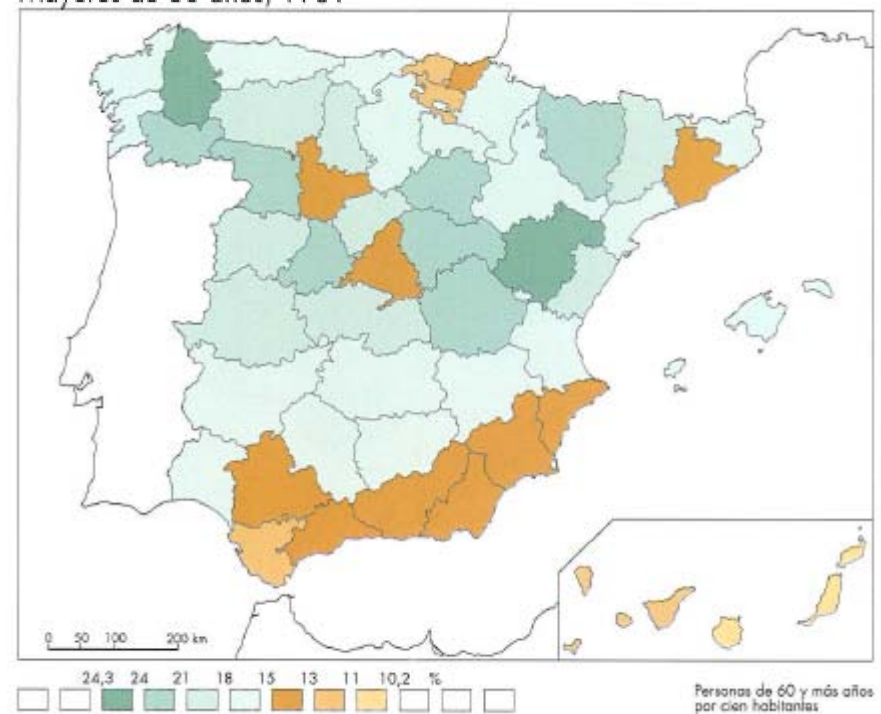 0 50 100 200 km
24,3 24 21 18 15 13 11 10,2 %
Personas de 60 y más años
por cien habitantes